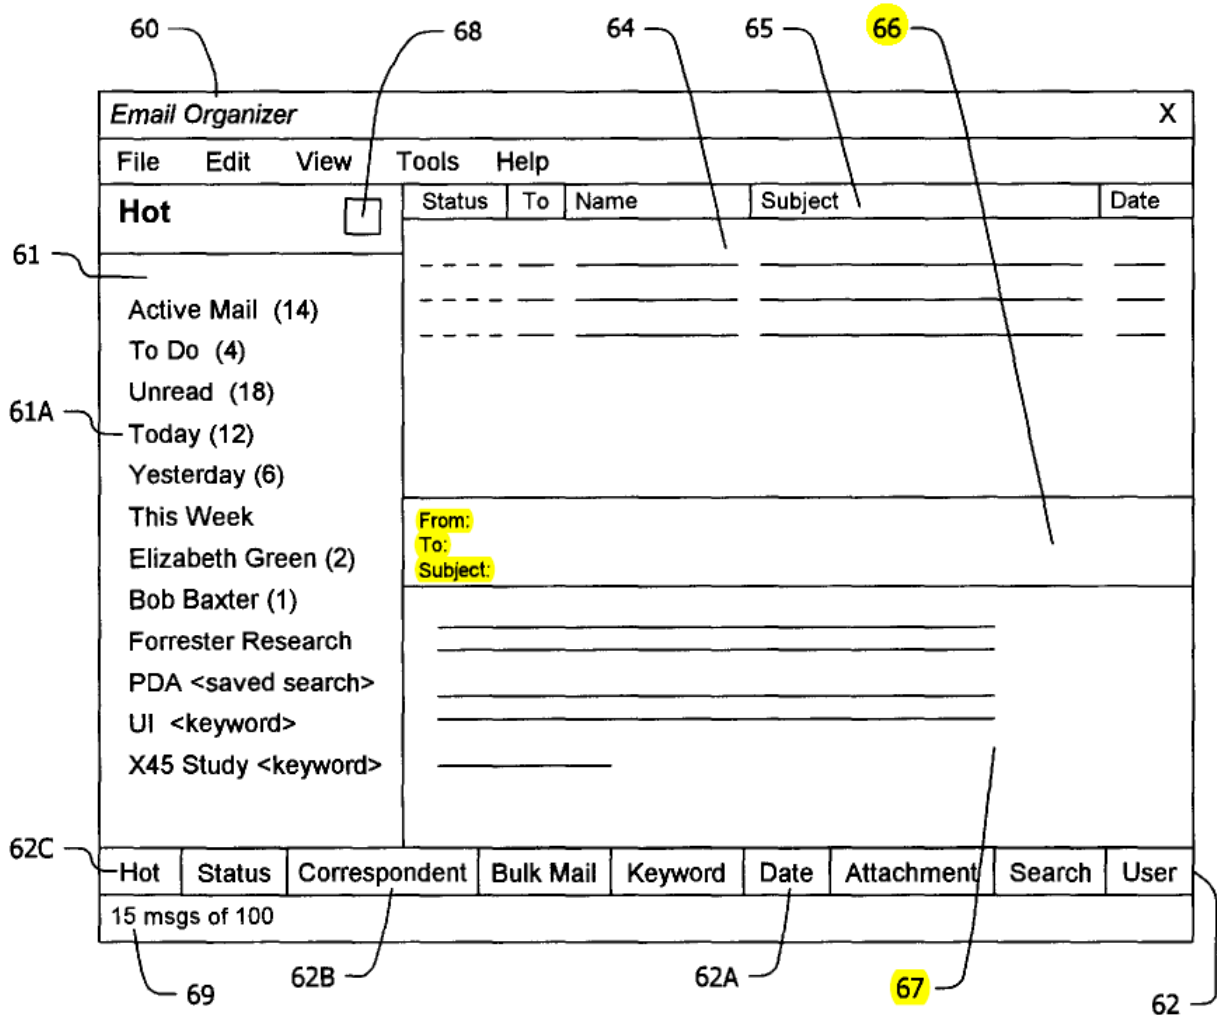 60 68 64 65 66
Email Organizer X
File Edit View Tools Help
Hot
Status To Name Subject Date
61
Active Mail (14)
To Do (4)
Unread (18)
61A
Today (12)
Yesterday (6)
This Week
Elizabeth Green (2)
Bob Baxter (1)
Forrester Research
PDA <saved search>
UI <keyword>
X45 Study <keyword>
From:
To:
Subject:
62C
Hot Status Correspondent Bulk Mail Keyword Date Attachment Search User
15 msgs of 100
69 62B 62A 67 62